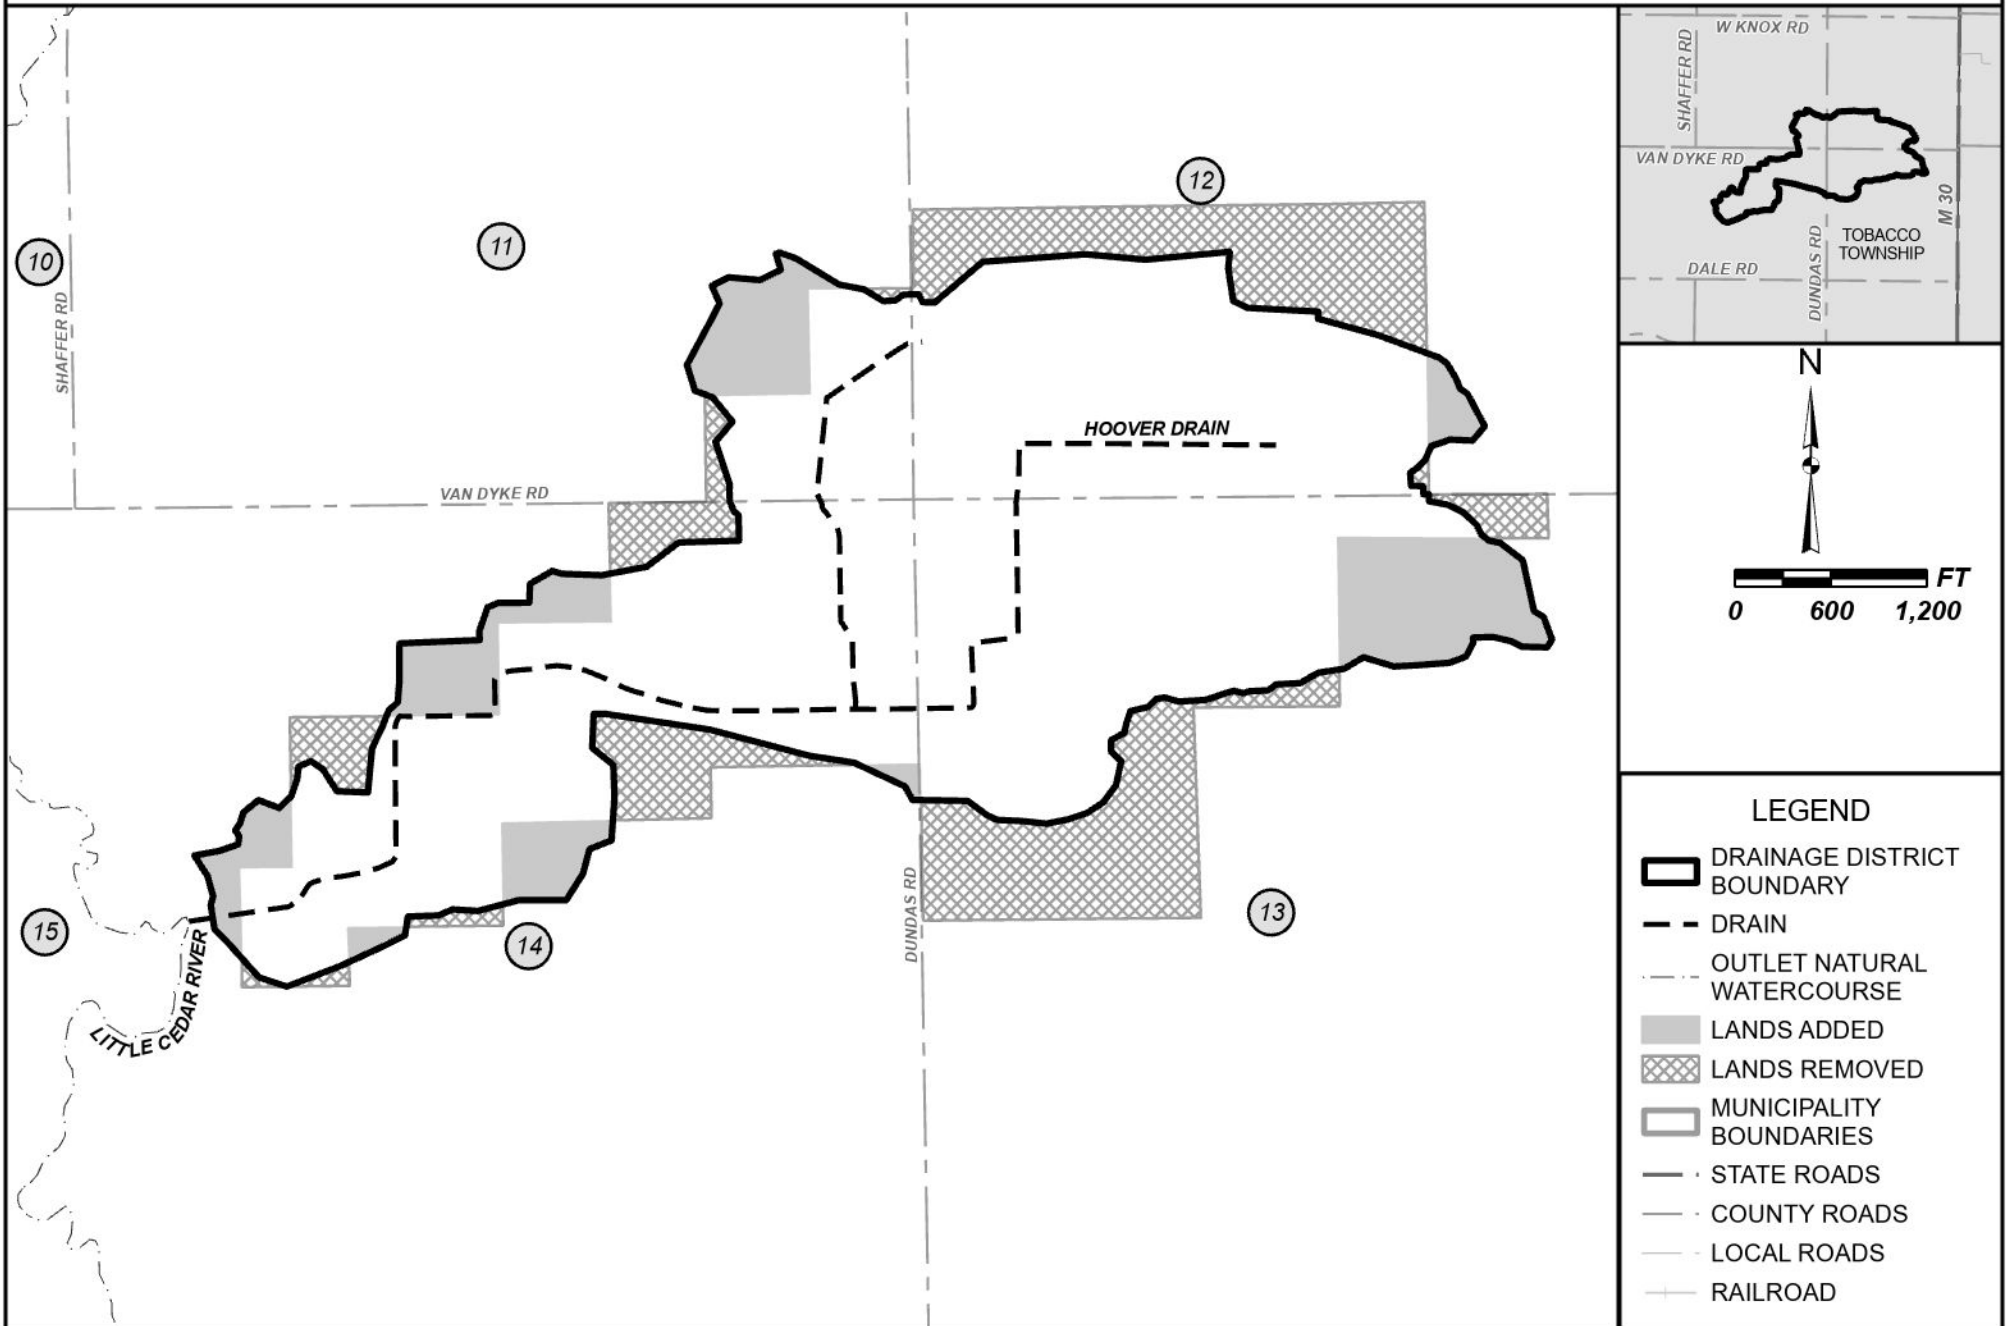 12
11
10
SHAFFER RD
HOOVER DRAIN
VAN DYKE RD
DUNDAS RD
13
14
15
LITTLE CEDAR RIVER
W KNOX RD
SHAFFER RD
VAN DYKE RD
M 30
TOBACCO
TOWNSHIP
DUNDAS RD
DALE RD
N
FT
0 600 1,200
LEGEND
DRAINAGE DISTRICT
BOUNDARY
DRAIN
OUTLET NATURAL
WATERCOURSE
LANDS ADDED
LANDS REMOVED
MUNICIPALITY
BOUNDARIES
STATE ROADS
COUNTY ROADS
LOCAL ROADS
RAILROAD